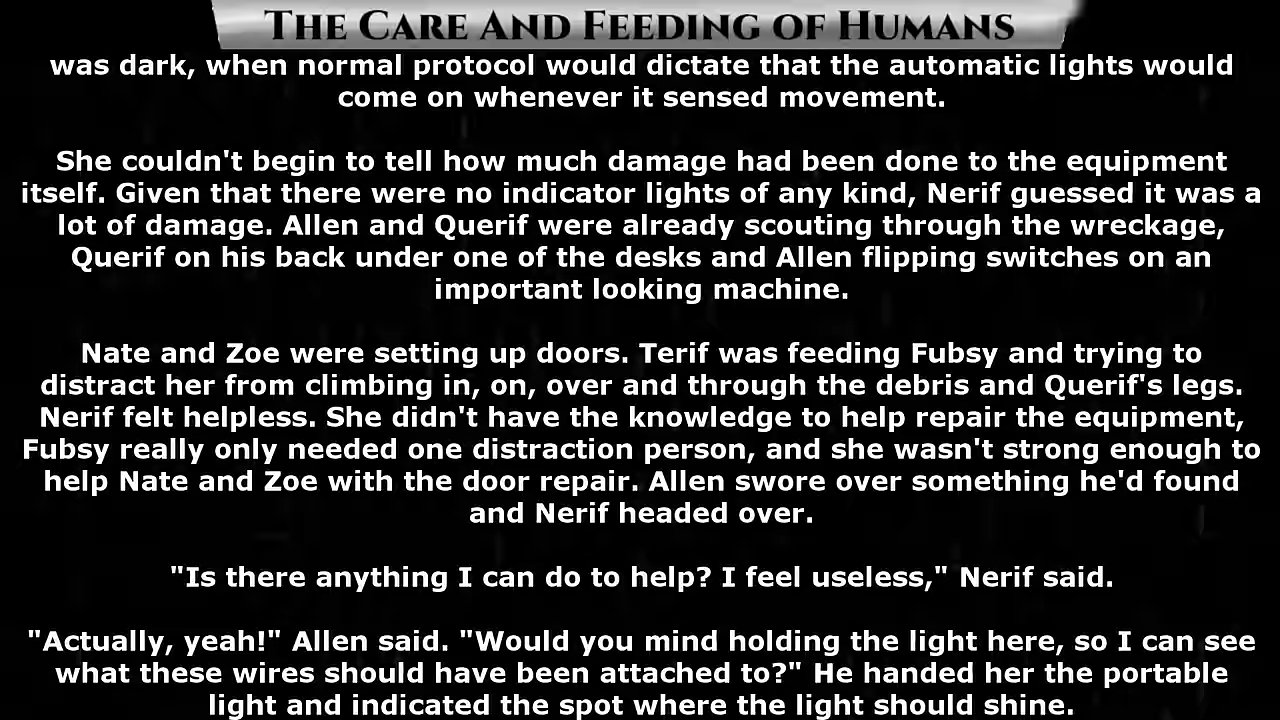 The Care And Feeding of Humans
was dark, when normal protocol would dictate that the automatic lights would
come on whenever it sensed movement.
She couldn't begin to tell how much damage had been done to the equipment
itself. Given that there were no indicator lights of any kind, Nerif guessed it was a
lot of damage. Allen and Querif were already scouting through the wreckage,
Querif on his back under one of the desks and Allen flipping switches on an
important looking machine.
Nate and Zoe were setting up doors. Terif was feeding Fubsy and trying to
distract her from climbing in, on, over and through the debris and Querif's legs.
Nerif felt helpless. She didn't have the knowledge to help repair the equipment,
Fubsy really only needed one distraction person, and she wasn't strong enough to
help Nate and Zoe with the door repair. Allen swore over something he'd found
and Nerif headed over.
"Is there anything I can do to help? I feel useless," Nerif said.
"Actually, yeah!" Allen said. "Would you mind holding the light here, so I can see
what these wires should have been attached to?" He handed her the portable
light and indicated the spot where the light should shine.